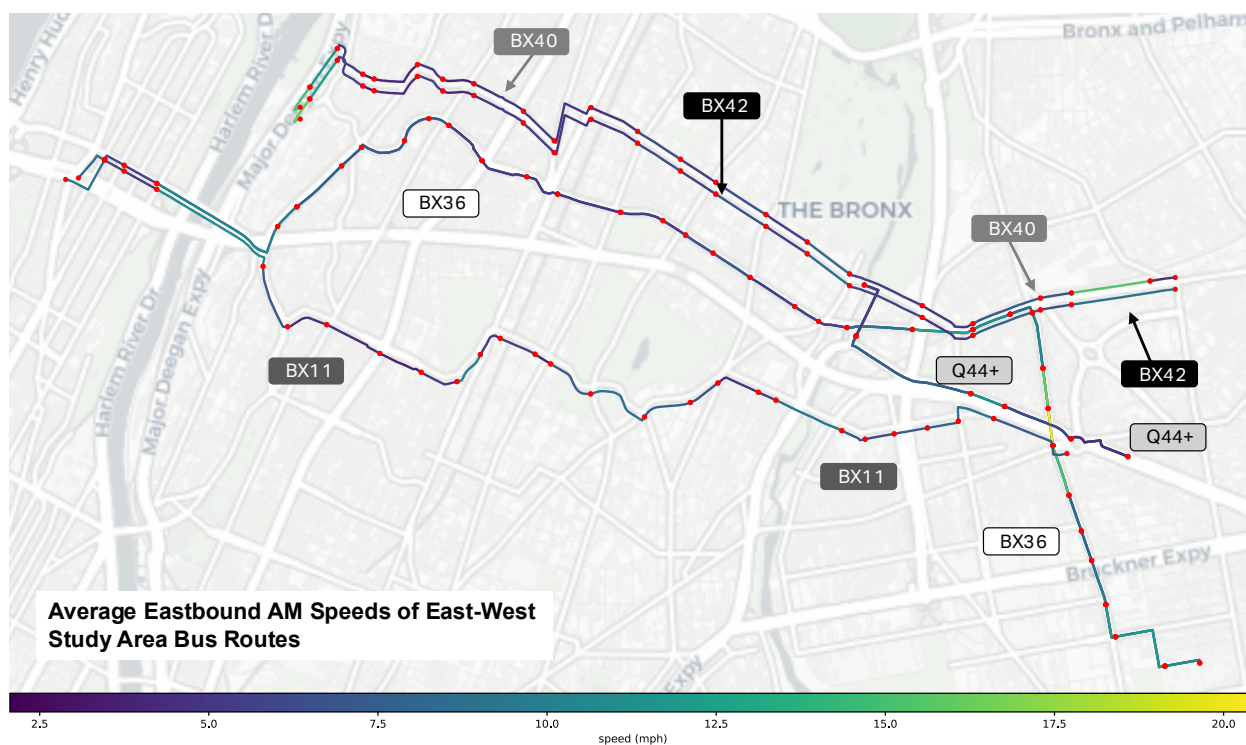 Henry Hud
Harlem River D
Major Deegan Expy
Bronx and Pelham
BX40
BX42
THE BRONX
BX36
BX40
BX11
Harlem River Dr
Major Deegan Expy
Q44+
BX42
Q44+
BX11
BX36
Bruckner Expy
Average Eastbound AM Speeds of East-West
Study Area Bus Routes
Expy
2.5 5.0 7.5 10.0 12.5 15.0 17.5 20.0
speed (mph)